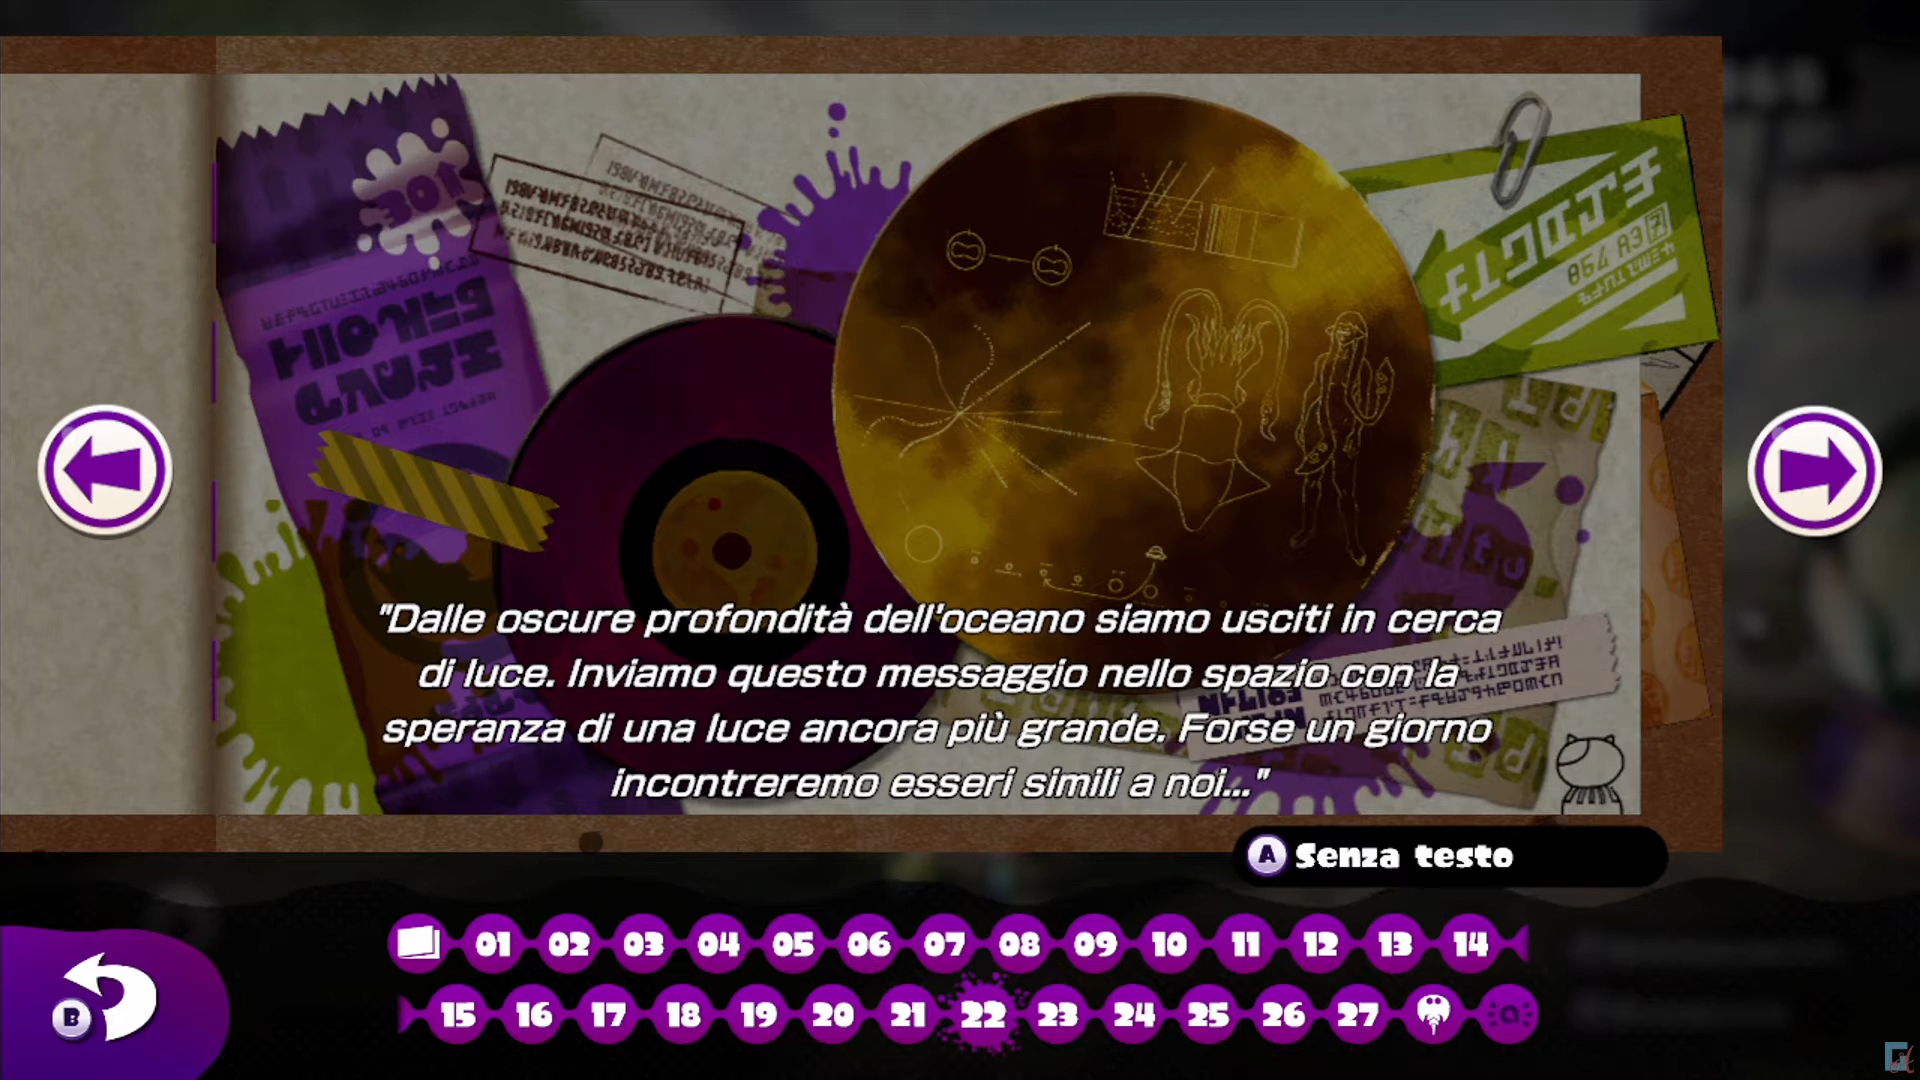 "Dalle oscure profondità dell'oceano siamo usciti in cerca
di luce. Inviamo questo messaggio nello spazio con la
speranza di una luce ancora più grande. Forse un giorno
incontreremo esseri simili a noi..."
A Senza testo
01 02 03 04 05 06 07 08 09 10 11 12 13 14
15 16 17 18 19 20 21 22 23 24 25 26 27
B